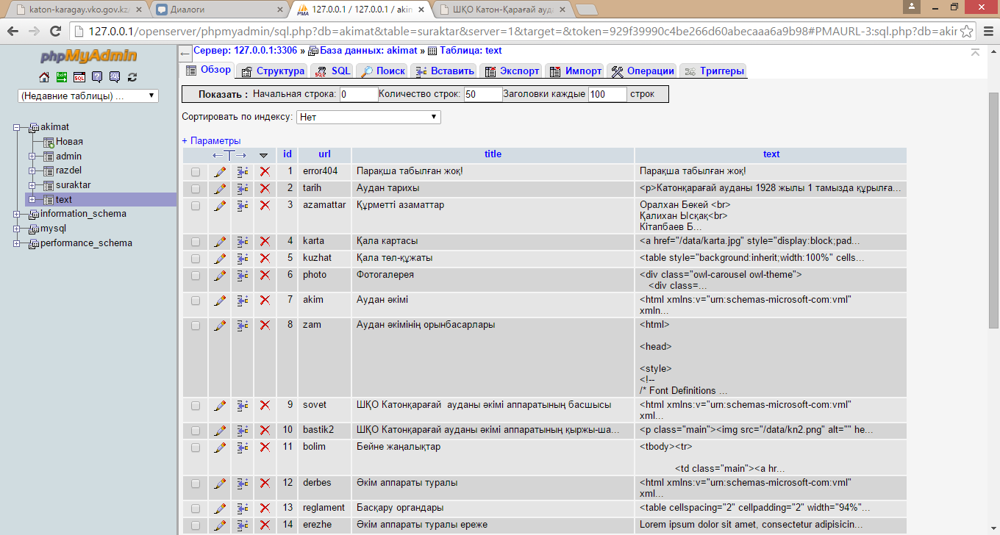 katon-karagay.vko.gov.kz/
Диалоги
127.0.0.1 / 127.0.0.1 / akim
ШҚО Катон-Қарағай ауд
127.0.0.1/openserver/phpmyadmin/sql.php?db=akimat&table=suraktar&server=1&target=&token=929f39990c4be266d60abecaaa6a9b98#PMAURL-3:sql.php?db=akir
phpMyAdmin
(Недавние таблицы) ...
akimat
Новая
admin
razdel
suraktar
text
information_schema
mysql
performance_schema
Сервер: 127.0.0.1:3306 » База данных: akimat » Таблица: text
Обзор Структура SQL Поиск Вставить Экспорт Импорт Операции Триггеры
Показать : Начальная строка: 0 Количество строк: 50 Заголовки каждые 100 строк
Сортировать по индексу: Нет
+ Параметры
id url title text
1 error404 Парақша табылған жоқ! Парақша табылған жоқ!
2 tarih Аудан тарихы <p>Катонқарағай ауданы 1928 жылы 1 тамызда құрылға...
3 azamattar Құрметті азаматтар Оралхан Бөкей <br>
Қалихан Ысқақ<br>
Кітапбаев Б...
4 karta Қала картасы <a href="/data/karta.jpg" style="display:block;pad...
5 kuzhat Қала төл-құжаты <table style="background:inherit;width:100%" cells...
6 photo Фотогалерея <div class="owl-carousel owl-theme">
<div class=...
7 akim Аудан әкімі <html xmlns:v="urn:schemas-microsoft-com:vml"
xmln...
8 zam Аудан әкімінің орынбасарлары <html>
<head>
<style>
<!--
/* Font Definitions ...
9 sovet ШҚО Катонқарағай ауданы әкімі аппаратының басшысы <html xmlns:v="urn:schemas-microsoft-com:vml"
xml...
10 bastik2 ШҚО Катонқарағай ауданы әкімі аппаратының қыржы-ша... <p class="main"><img src="/data/kn2.png" alt="" he...
11 bolim Бейне жаңалықтар <tbody><tr>
<td class="main"><a hr...
12 derbes Әкім аппараты туралы <html xmlns:v="urn:schemas-microsoft-com:vml"
xml...
13 reglament Басқару органдары <table cellspacing="2" cellpadding="2" width="94%"...
14 erezhe Әкім аппараты туралы ереже Lorem ipsum dolor sit amet, consectetur adipisicin...